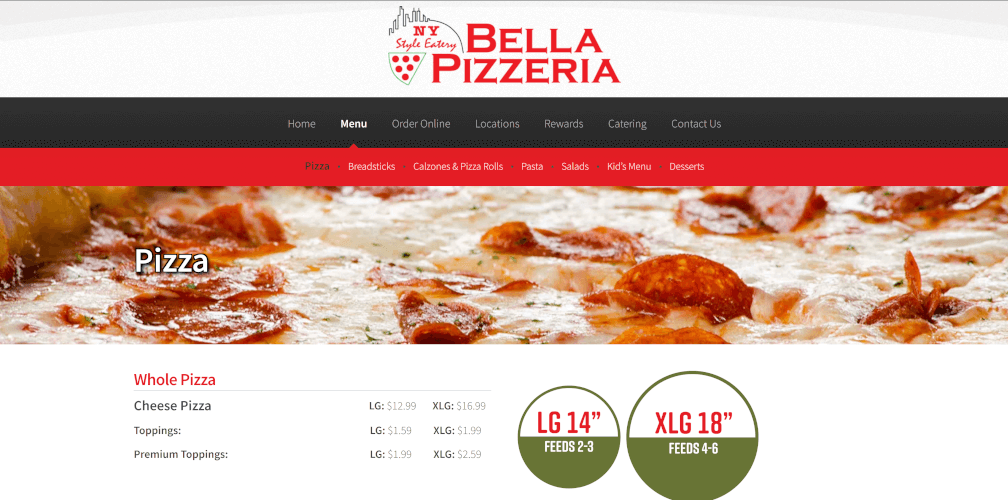 NY
Style Eatery
BELLA
PIZZERIA
Home Menu Order Online Locations Rewards Catering Contact Us
Pizza Breadsticks Calzones & Pizza Rolls Pasta Salads Kid's Menu Desserts
Pizza
Whole Pizza
Cheese Pizza LG: $12.99 XLG: $16.99
Toppings: LG: $1.59 XLG: $1.99
Premium Toppings: LG: $1.99 XLG: $2.59
LG 14”
FEEDS 2-3
XLG 18”
FEEDS 4-6